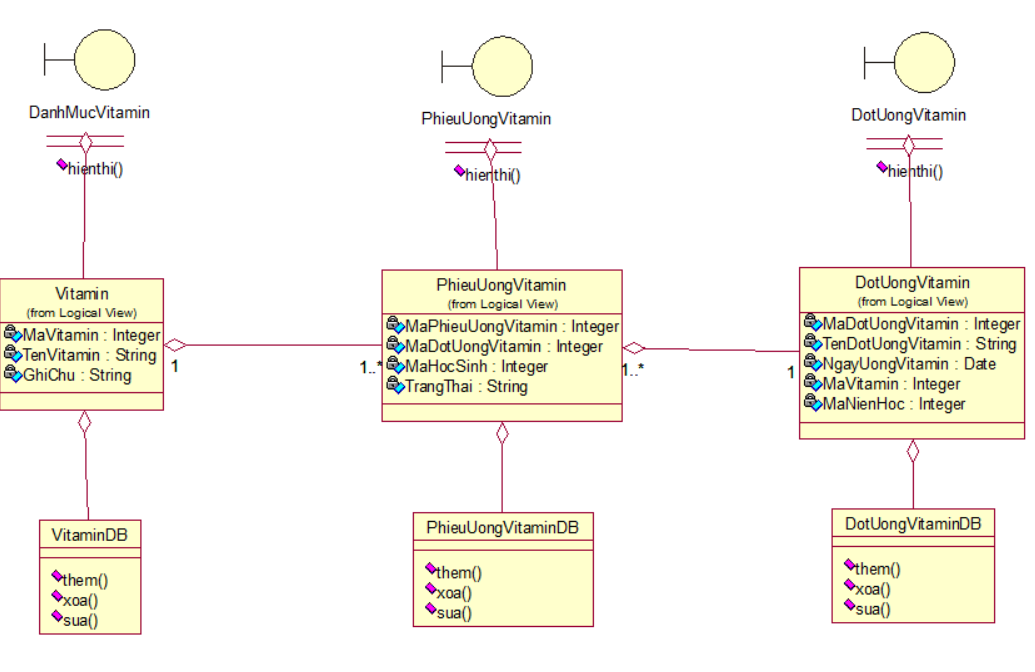 DanhMucVitamin
hienthi()
PhieuUongVitamin
hienthi()
DotUongVitamin
hienthi()
Vitamin
(from Logical View)
MaVitamin : Integer
TenVitamin : String
GhiChu : String
1
1..*
PhieuUongVitamin
(from Logical View)
MaPhieuUongVitamin : Integer
MaDotUongVitamin : Integer
MaHocSinh : Integer
TrangThai : String
1..*
1
DotUongVitamin
(from Logical View)
MaDotUongVitamin : Integer
TenDotUongVitamin : String
NgayUongVitamin : Date
MaVitamin : Integer
MaNienHoc : Integer
VitaminDB
them()
xoa()
sua()
PhieuUongVitaminDB
them()
xoa()
sua()
DotUongVitaminDB
them()
xoa()
sua()